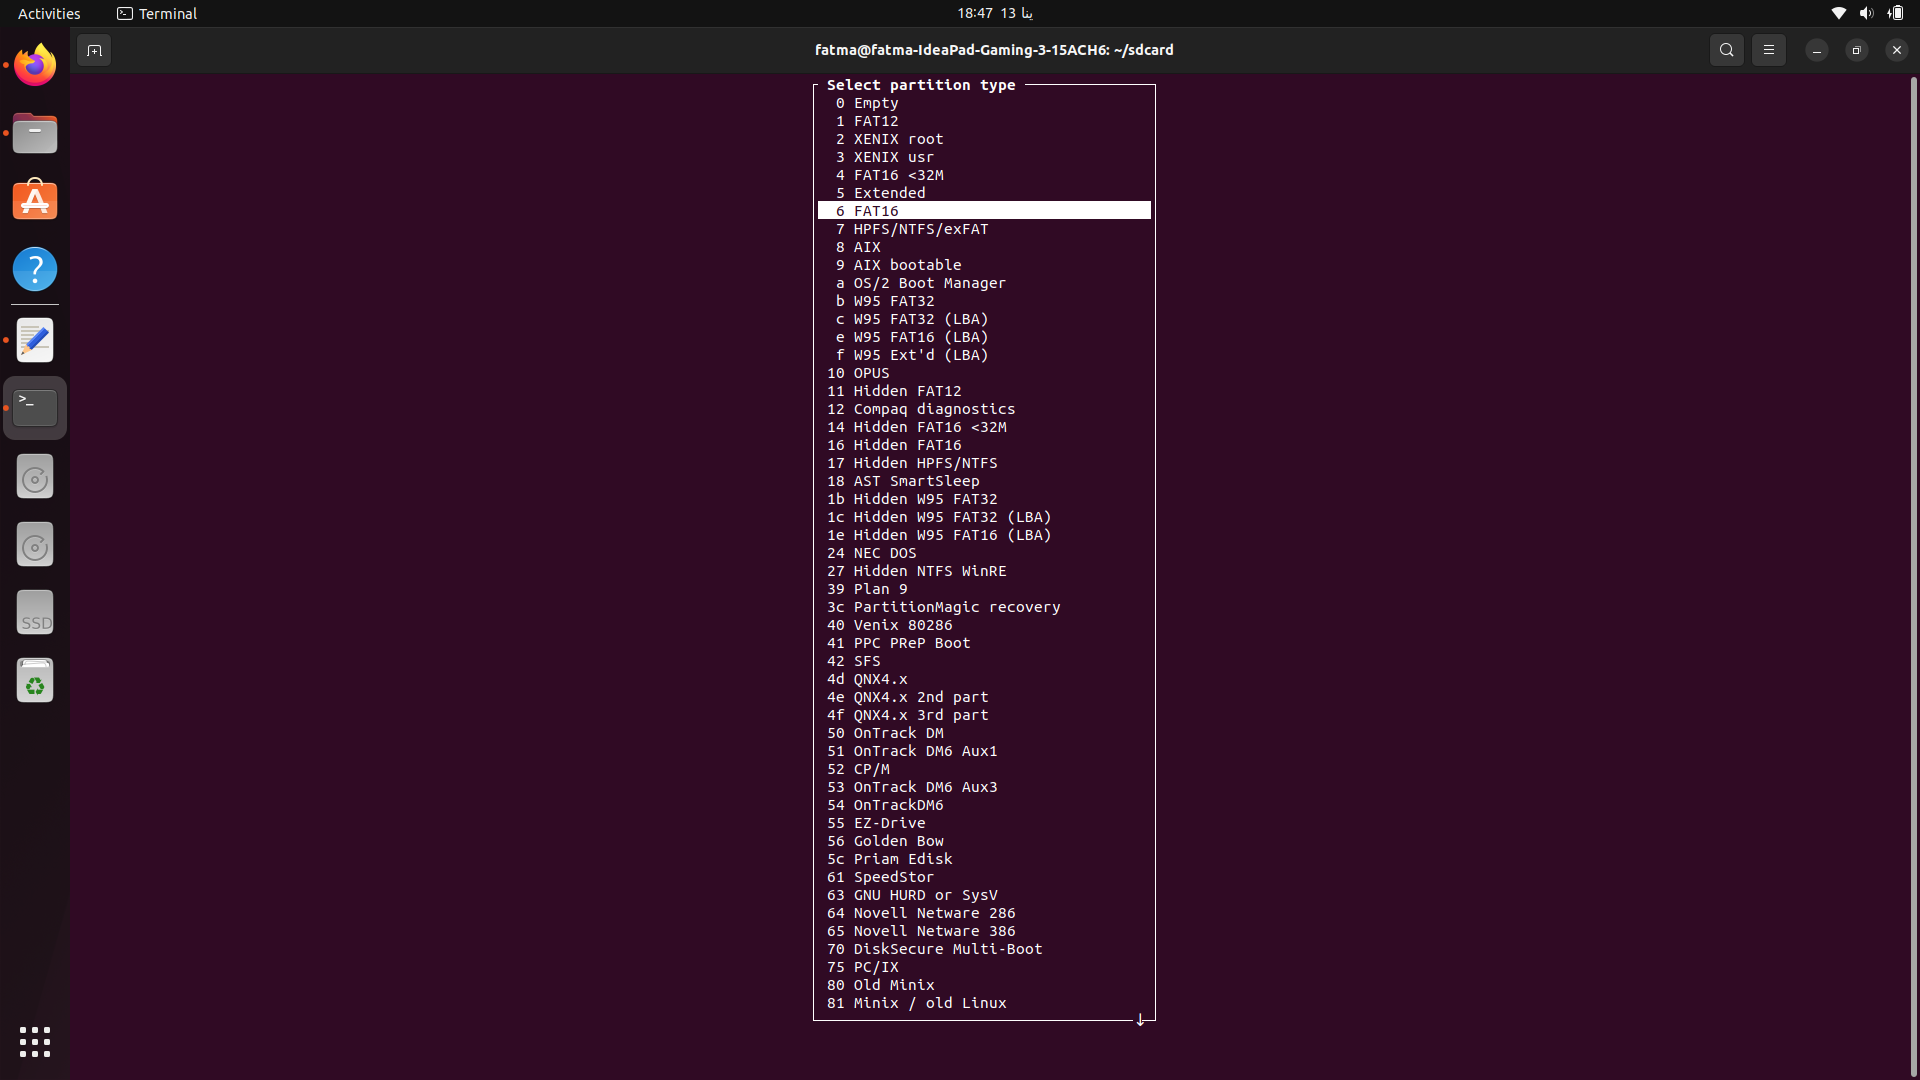 Activities
Terminal
18:47 13 ينا
fatma@fatma-IdeaPad-Gaming-3-15ACH6: ~/sdcard
Select partition type
0 Empty
1 FAT12
2 XENIX root
3 XENIX usr
4 FAT16 <32M
5 Extended
6 FAT16
7 HPFS/NTFS/exFAT
8 AIX
9 AIX bootable
a OS/2 Boot Manager
b W95 FAT32
c W95 FAT32 (LBA)
e W95 FAT16 (LBA)
f W95 Ext'd (LBA)
10 OPUS
11 Hidden FAT12
12 Compaq diagnostics
14 Hidden FAT16 <32M
16 Hidden FAT16
17 Hidden HPFS/NTFS
18 AST SmartSleep
1b Hidden W95 FAT32
1c Hidden W95 FAT32 (LBA)
1e Hidden W95 FAT16 (LBA)
24 NEC DOS
27 Hidden NTFS WinRE
39 Plan 9
3c PartitionMagic recovery
40 Venix 80286
41 PPC PReP Boot
42 SFS
4d QNX4.x
4e QNX4.x 2nd part
4f QNX4.x 3rd part
50 OnTrack DM
51 OnTrack DM6 Aux1
52 CP/M
53 OnTrack DM6 Aux3
54 OnTrackDM6
55 EZ-Drive
56 Golden Bow
5c Priam Edisk
61 SpeedStor
63 GNU HURD or SysV
64 Novell Netware 286
65 Novell Netware 386
70 DiskSecure Multi-Boot
75 PC/IX
80 Old Minix
81 Minix / old Linux
?
>_
SSD